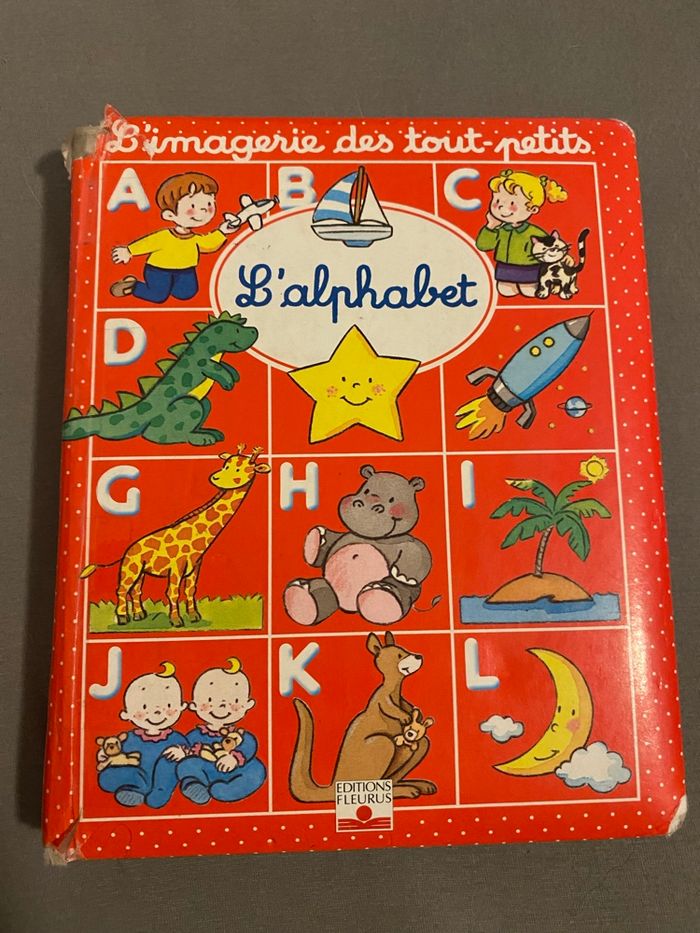 L'imagerie des tout-petits
A B C
L'alphabet
D
G H I
J K L
EDITIONS
FLEURUS